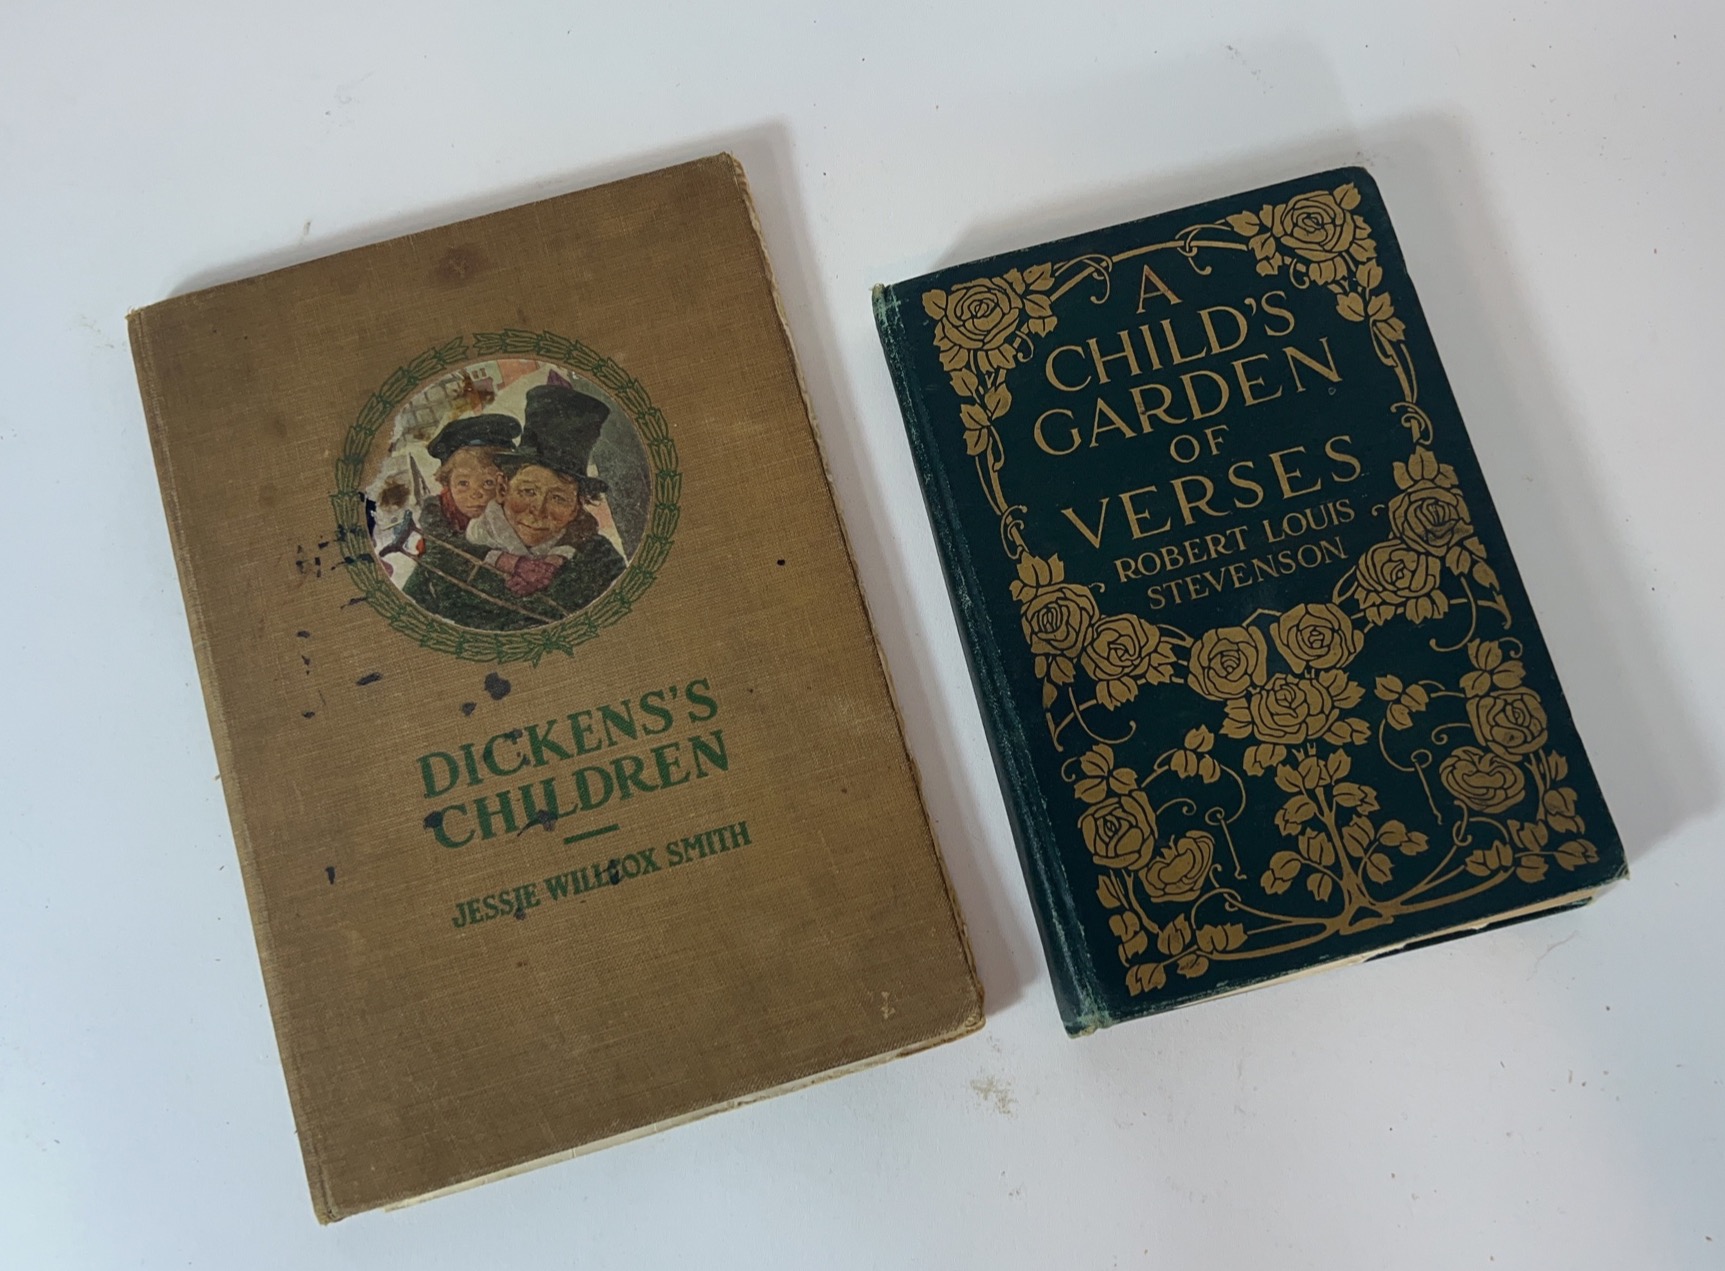 DICKENS'S
CHILDREN
JESSIE WILLCOX SMITH
A
CHILD'S
GARDEN
OF
VERSES
ROBERT LOUIS
STEVENSON